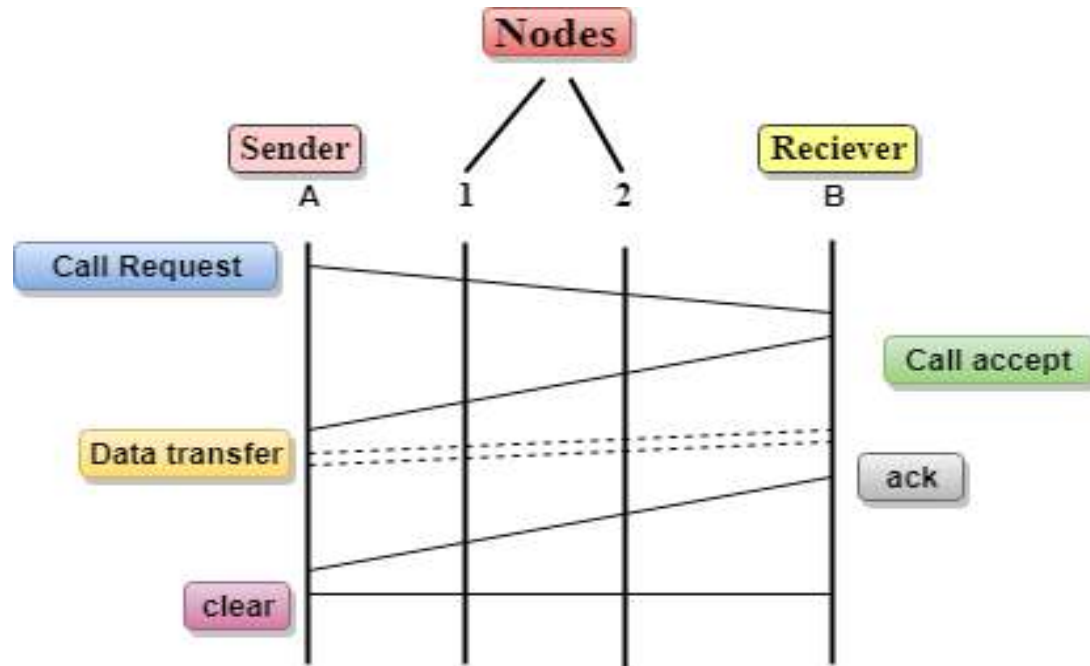 Nodes
Sender
Reciever
A
1
2
B
Call Request
Call accept
Data transfer
ack
clear